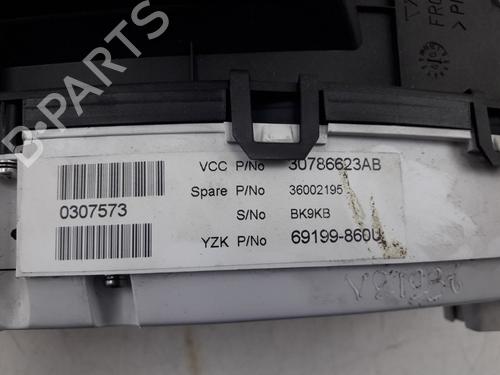 B-PARTS
VCC P/No 30786623AB
Spare P/No 36002195
0307573
S/No BK9KB
YZK P/No 69199-860U